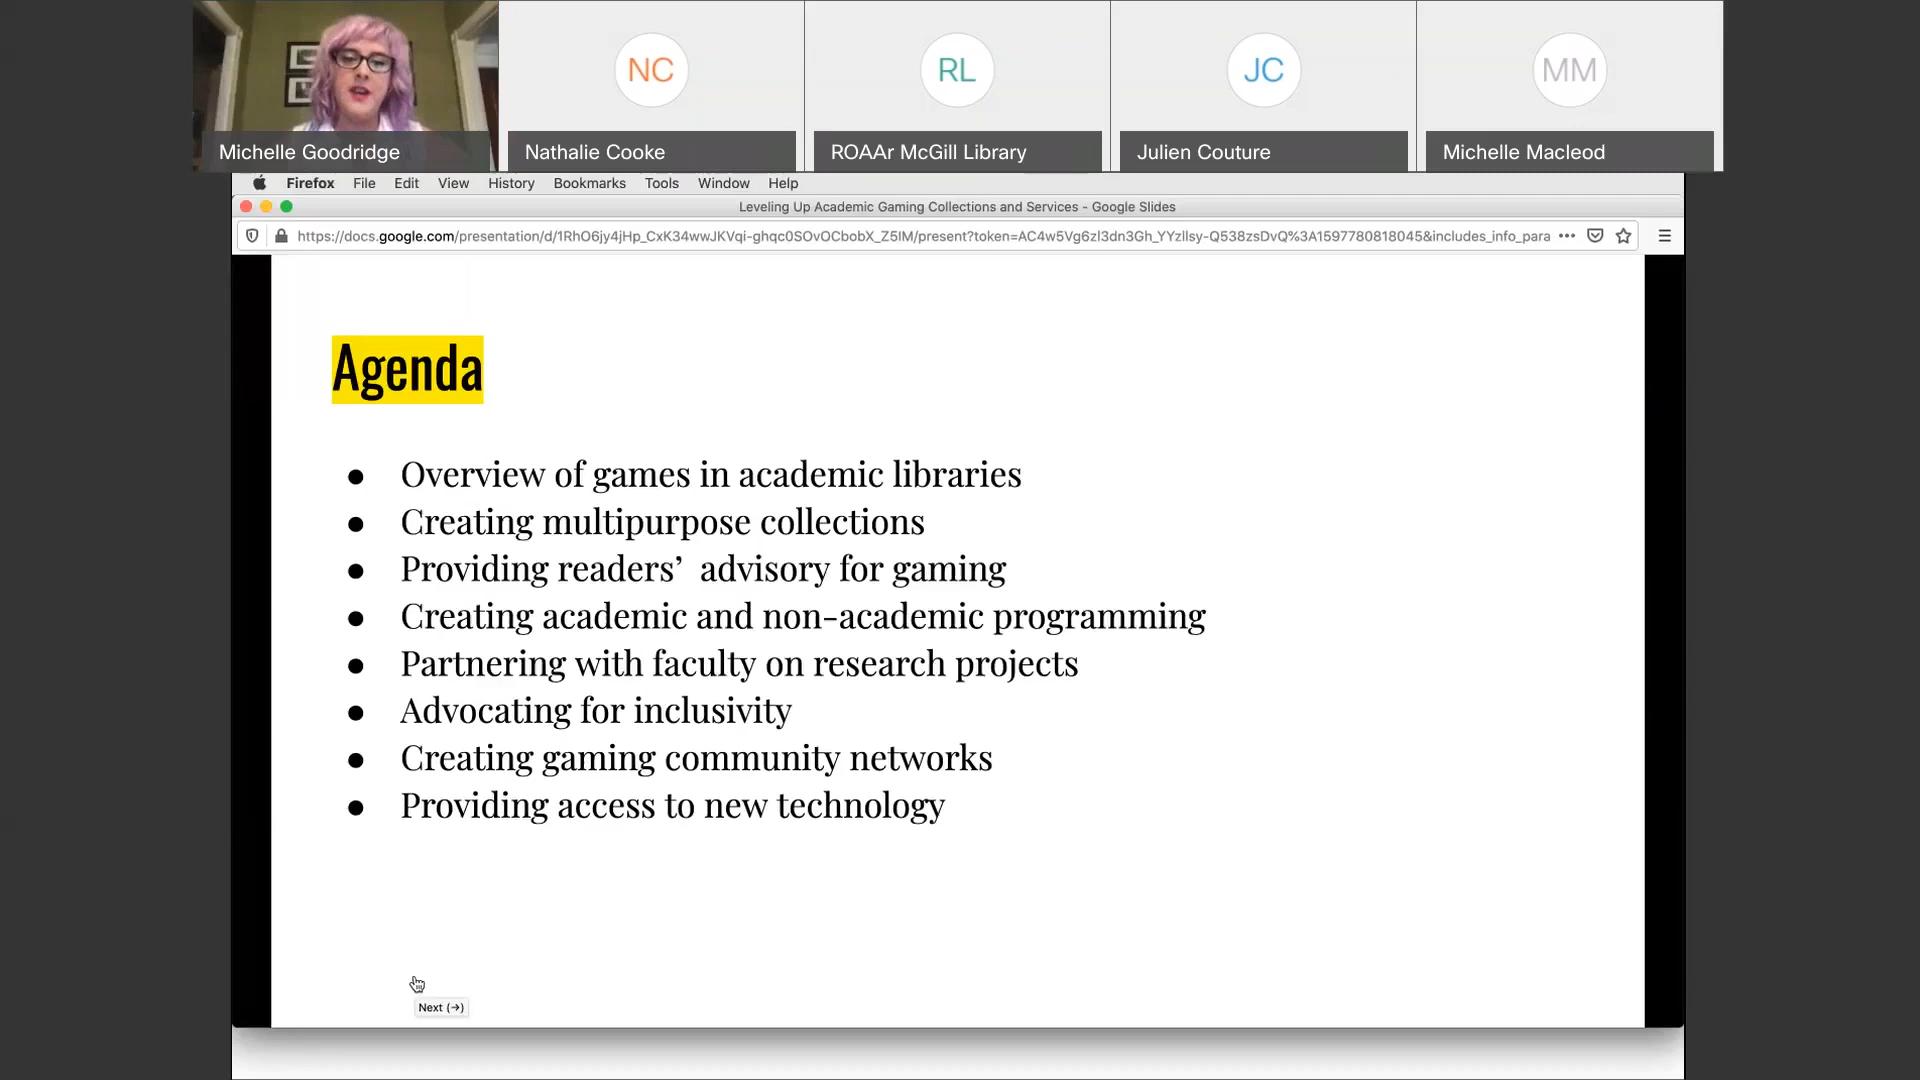 NC
RL
JC
MM
Michelle Goodridge
Nathalie Cooke
ROAAr McGill Library
Julien Couture
Michelle Macleod
Firefox File Edit View History Bookmarks Tools Window Help
Leveling Up Academic Gaming Collections and Services - Google Slides
https://docs.google.com/presentation/d/1RhO6jy4jHp_CxK34wwJKVqi-ghqc0SOvOCbobX_Z5IM/present?token=AC4w5Vg6zl3dn3Gh_YYzllsy-Q538zsDvQ%3A1597780818045&includes_info_para
Agenda
● Overview of games in academic libraries
● Creating multipurpose collections
● Providing readers’ advisory for gaming
● Creating academic and non-academic programming
● Partnering with faculty on research projects
● Advocating for inclusivity
● Creating gaming community networks
● Providing access to new technology
Next (→)